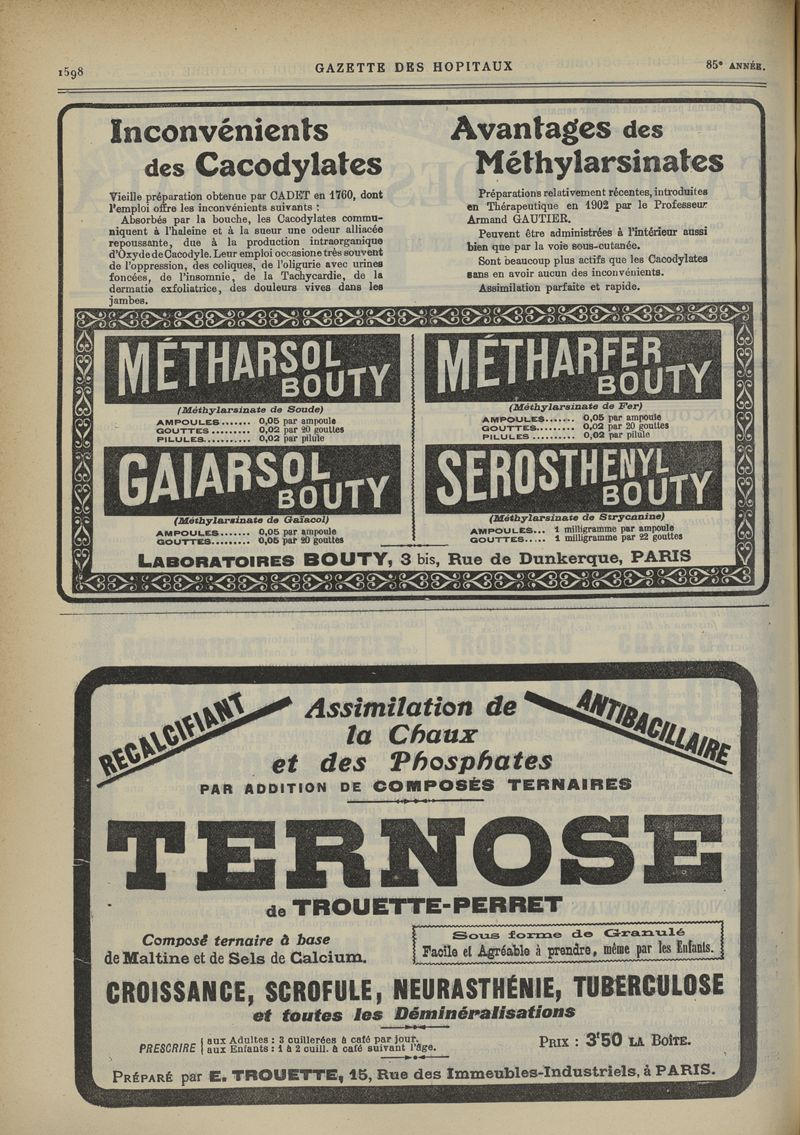 1598
GAZETTE DES HOPITAUX
85e ANNÉE.
Inconvénients
des Cacodylates
Vieille préparation obtenue par CADET en 1760, dont
l'emploi offre les inconvénients suivants :
Absorbés par la bouche, les Cacodylates commu-
niquent à l'haleine et à la sueur une odeur alliacée
repoussante, due à la production intraorganique
d'Oxyde de Cacodyle. Leur emploi occasione très souvent
de l'oppression, des coliques, de l'oligurie avec urines
foncées, de l'insomnie, de la Tachycardie, de la
dermatie exfoliatrice, des douleurs vives dans les
jambes.
Avantages des
Méthylarsinates
Préparations relativement récentes, introduites
en Thérapeutique en 1902 par le Professeur
Armand GAUTIER.
Peuvent être administrées à l'intérieur aussi
bien que par la voie sous-cutanée.
Sont beaucoup plus actifs que les Cacodylates
sans en avoir aucun des inconvénients.
Assimilation parfaite et rapide.
MÉTHARSOL
BOUTY
(Méthylarsinate de Soude)
AMPOULES....... 0,05 par ampoule
GOUTTES......... 0,02 par 20 gouttes
PILULES........... 0,02 par pilule
MÉTHARFER
BOUTY
(Méthylarsinate de Fer)
AMPOULES....... 0,05 par ampoule
GOUTTES......... 0,02 par 20 gouttes
PILULES .......... 0,02 par pilule
GAIARSOL
BOUTY
(Méthylarsinate de Gaïacol)
AMPOULES....... 0,05 par ampoule
GOUTTES......... 0,05 par 20 gouttes
SEROSTHENYL
BOUTY
(Méthylarsinate de Strycnnine)
AMPOULES... 1 milligramme par ampoule
GOUTTES..... 1 milligramme par 22 gouttes
LABORATOIRES BOUTY, 3 bis, Rue de Dunkerque, PARIS
RECALCIFIANT
Assimilation de
la Chaux
et des Phosphates
ANTIBACILLAIRE
PAR ADDITION DE COMPOSÉS TERNAIRES
TERNOSE
de TROUETTE-PERRET
Composé ternaire à base
de Maltine et de Sels de Calcium.
Sous forme de Granulé
Facile et Agréable à prendre, même par les Enfants.
CROISSANCE, SCROFULE, NEURASTHÉNIE, TUBERCULOSE
et toutes les Déminéralisations
PRESCRIRE
aux Adultes : 3 cuillerées à café par jour.
aux Enfants : 1 à 2 cuill. à café suivant l'âge.
PRIX : 3f50 LA BOÎTE.
PRÉPARÉ par E. TROUETTE, 15, Rue des Immeubles-Industriels, à PARIS.